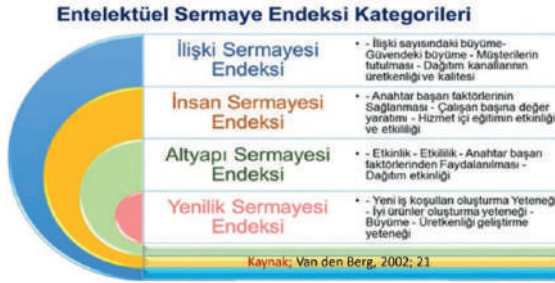 Entelektüel Sermaye Endeksi Kategorileri
İlişki Sermayesi
Endeksi
• - İlişki sayısındaki büyüme-
Güvendeki büyüme - Müşterilerin
tutulması - Dağıtım kanallarının
üretkenliği ve kalitesi
İnsan Sermayesi
Endeksi
• - Anahtar başarı faktörlerinin
Sağlanması - Çalışan başına değer
yaratımı - Hizmet içi eğitimin etkinliği
ve etkililiği
Altyapı Sermayesi
Endeksi
• - Etkinlik - Etkililik - Anahtar başarı
faktörlerinden Faydalanılması -
Dağıtım etkinliği
Yenilik Sermayesi
Endeksi
• - Yeni iş koşulları oluşturma Yeteneği
- İyi ürünler oluşturma yeteneği -
Büyüme - Üretkenliği geliştirme
yeteneği
Kaynak; Van den Berg, 2002; 21